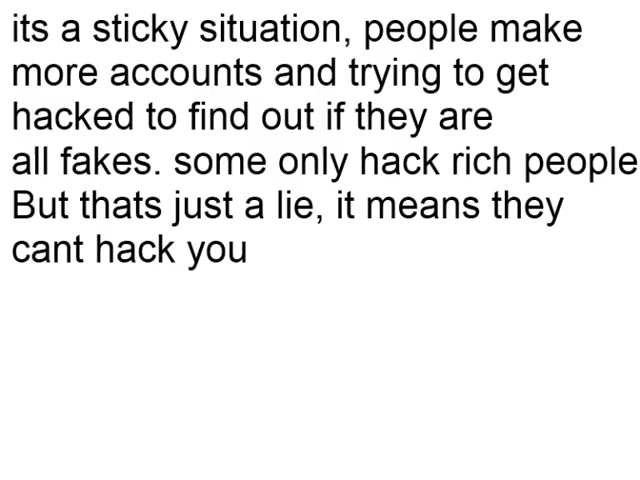 its a sticky situation, people make
more accounts and trying to get
hacked to find out if they are
all fakes. some only hack rich people
But thats just a lie, it means they
cant hack you